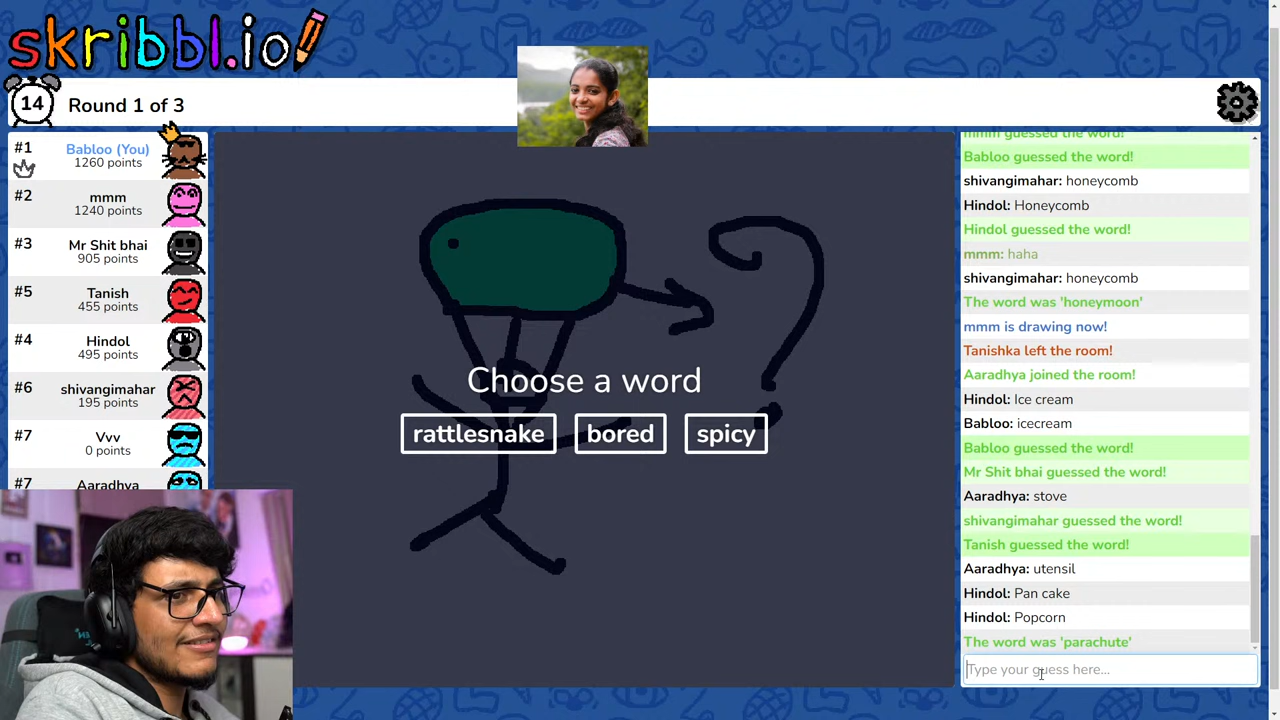 skribbl.io
14
Round 1 of 3
#1
Babloo (You)
1260 points
#2
mmm
1240 points
#3
Mr Shit bhai
905 points
#5
Tanish
455 points
#4
Hindol
495 points
#6
shivangimahar
195 points
#7
Vvv
0 points
#7
Aaradhya
Choose a word
rattlesnake
bored
spicy
mmm guessed the word!
Babloo guessed the word!
shivangimahar: honeycomb
Hindol: Honeycomb
Hindol guessed the word!
mmm: haha
shivangimahar: honeycomb
The word was 'honeymoon'
mmm is drawing now!
Tanishka left the room!
Aaradhya joined the room!
Hindol: Ice cream
Babloo: icecream
Babloo guessed the word!
Mr Shit bhai guessed the word!
Aaradhya: stove
shivangimahar guessed the word!
Tanish guessed the word!
Aaradhya: utensil
Hindol: Pan cake
Hindol: Popcorn
The word was 'parachute'
Type your guess here...